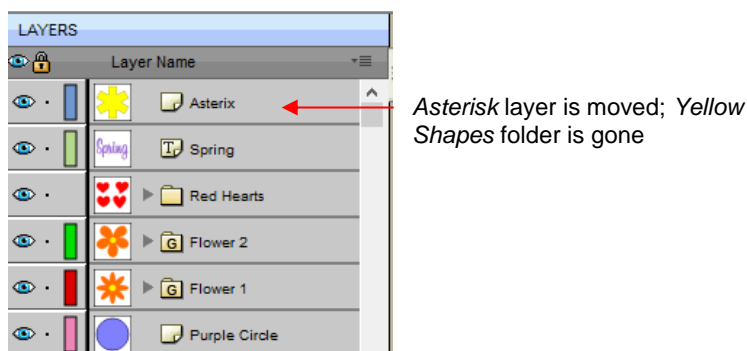 LAYERS
Layer Name
Asterix
Asterisk layer is moved; Yellow
Shapes folder is gone
Spring
T Spring
Red Hearts
G Flower 2
G Flower 1
Purple Circle